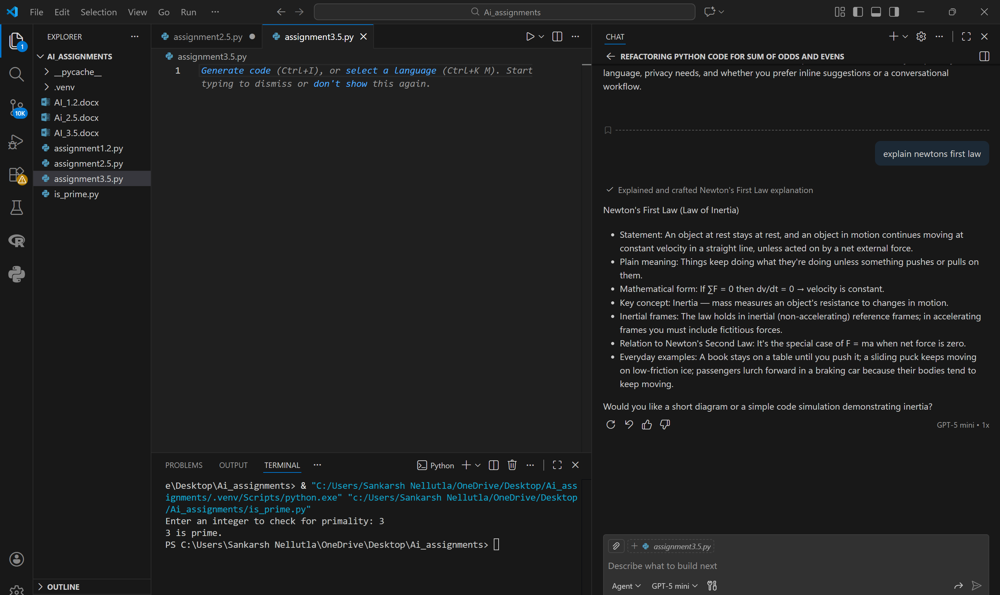 File Edit Selection View Go Run ··· Ai_assignments
EXPLORER ···
1
AI_ASSIGNMENTS
__pycache__
.venv
AI_1.2.docx
Ai_2.5.docx
AI_3.5.docx
assignment1.2.py
assignment2.5.py
assignment3.5.py
is_prime.py
10K
OUTLINE
assignment2.5.py assignment3.5.py
assignment3.5.py
1 Generate code (Ctrl+I), or select a language (Ctrl+K M). Start
typing to dismiss or don't show this again.
PROBLEMS OUTPUT TERMINAL ··· Python
e\Desktop\Ai_assignments> & "C:/Users/Sankarsh Nellutla/OneDrive/Desktop/Ai_ass
ignments/.venv/Scripts/python.exe" "c:/Users/Sankarsh Nellutla/OneDrive/Desktop
/Ai_assignments/is_prime.py"
Enter an integer to check for primality: 3
3 is prime.
PS C:\Users\Sankarsh Nellutla\OneDrive\Desktop\Ai_assignments>
CHAT
REFACTORING PYTHON CODE FOR SUM OF ODDS AND EVENS
language, privacy needs, and whether you prefer inline suggestions or a conversational
workflow.
explain newtons first law
Explained and crafted Newton's First Law explanation
Newton's First Law (Law of Inertia)
• Statement: An object at rest stays at rest, and an object in motion continues moving at
constant velocity in a straight line, unless acted on by a net external force.
• Plain meaning: Things keep doing what they're doing unless something pushes or pulls on
them.
• Mathematical form: If ∑F = 0 then dv/dt = 0 → velocity is constant.
• Key concept: Inertia — mass measures an object's resistance to changes in motion.
• Inertial frames: The law holds in inertial (non-accelerating) reference frames; in accelerating
frames you must include fictitious forces.
• Relation to Newton's Second Law: It's the special case of F = ma when net force is zero.
• Everyday examples: A book stays on a table until you push it; a sliding puck keeps moving
on low-friction ice; passengers lurch forward in a braking car because their bodies tend to
keep moving.
Would you like a short diagram or a simple code simulation demonstrating inertia?
GPT-5 mini • 1x
assignment3.5.py
Describe what to build next
Agent GPT-5 mini